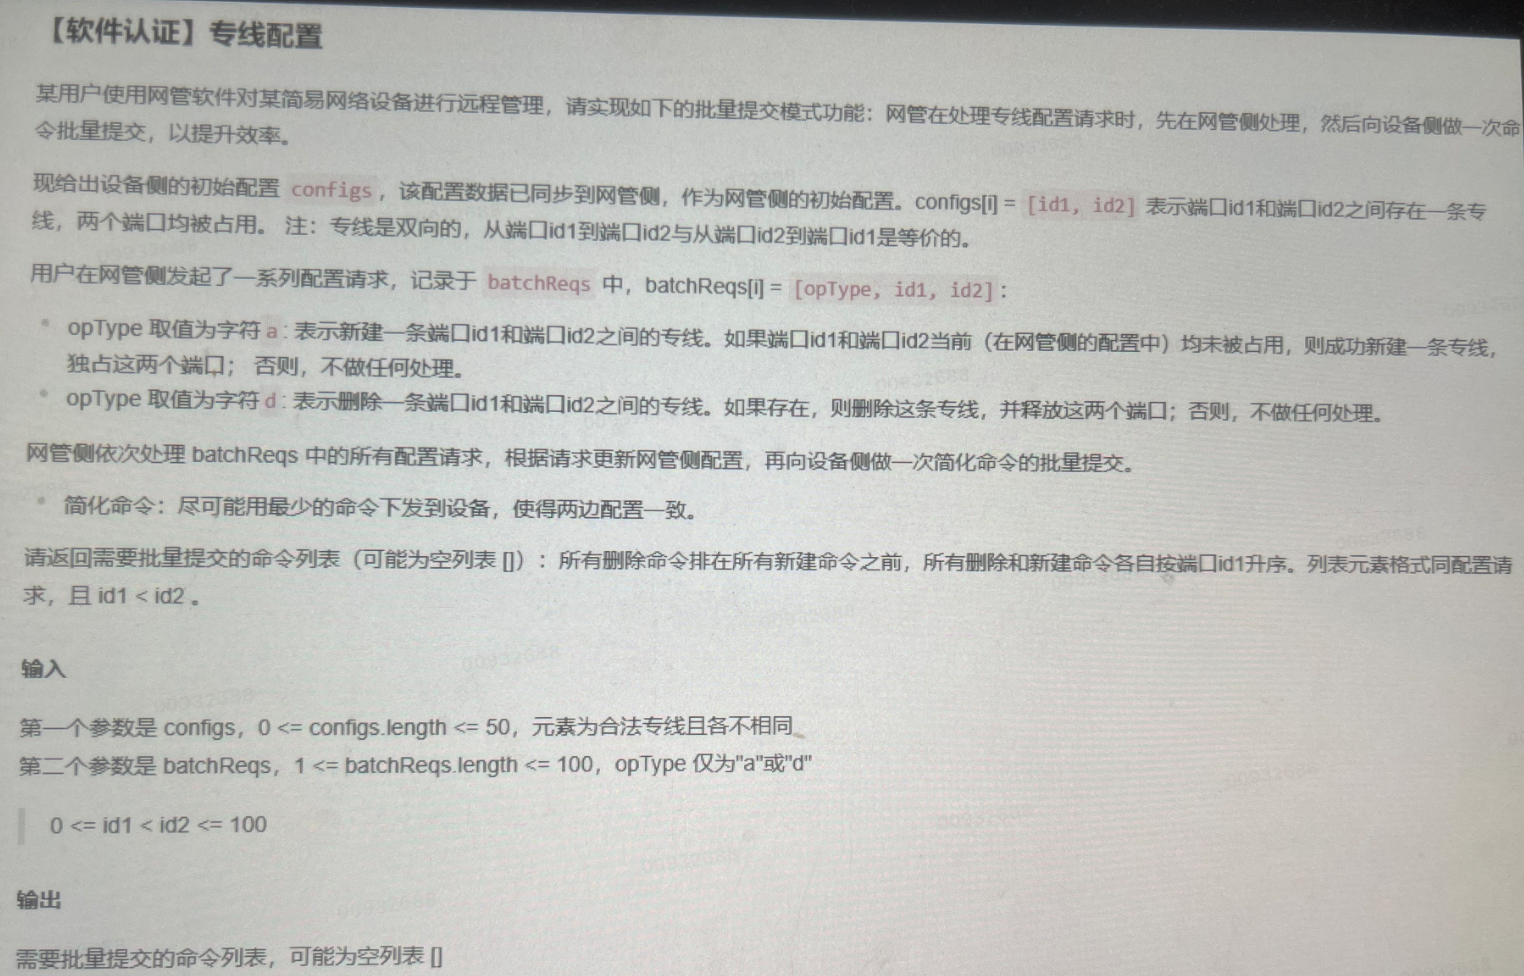 【软件认证】专线配置
某用户使用网管软件对某简易网络设备进行远程管理，请实现如下的批量提交模式功能：网管在处理专线配置请求时，先在网管侧处理，然后向设备侧做一次命
令批量提交，以提升效率。
现给出设备侧的初始配置 configs ，该配置数据已同步到网管侧，作为网管侧的初始配置。configs[i] = [id1, id2] 表示端口id1和端口id2之间存在一条专
线，两个端口均被占用。 注：专线是双向的，从端口id1到端口id2与从端口id2到端口id1是等价的。
用户在网管侧发起了一系列配置请求，记录于 batchReqs 中，batchReqs[i] = [opType, id1, id2]：
• opType 取值为字符 a : 表示新建一条端口id1和端口id2之间的专线。如果端口id1和端口id2当前（在网管侧的配置中）均未被占用，则成功新建一条专线，
独占这两个端口； 否则，不做任何处理。
• opType 取值为字符 d : 表示删除一条端口id1和端口id2之间的专线。如果存在，则删除这条专线，并释放这两个端口；否则，不做任何处理。
网管侧依次处理 batchReqs 中的所有配置请求，根据请求更新网管侧配置，再向设备侧做一次简化命令的批量提交。
• 简化命令：尽可能用最少的命令下发到设备，使得两边配置一致。
请返回需要批量提交的命令列表（可能为空列表 []）：所有删除命令排在所有新建命令之前，所有删除和新建命令各自按端口id1升序。列表元素格式同配置请
求，且 id1 < id2 。
输入
第一个参数是 configs，0 <= configs.length <= 50，元素为合法专线且各不相同
第二个参数是 batchReqs，1 <= batchReqs.length <= 100，opType 仅为"a"或"d"
0 <= id1 < id2 <= 100
输出
需要批量提交的命令列表，可能为空列表 []